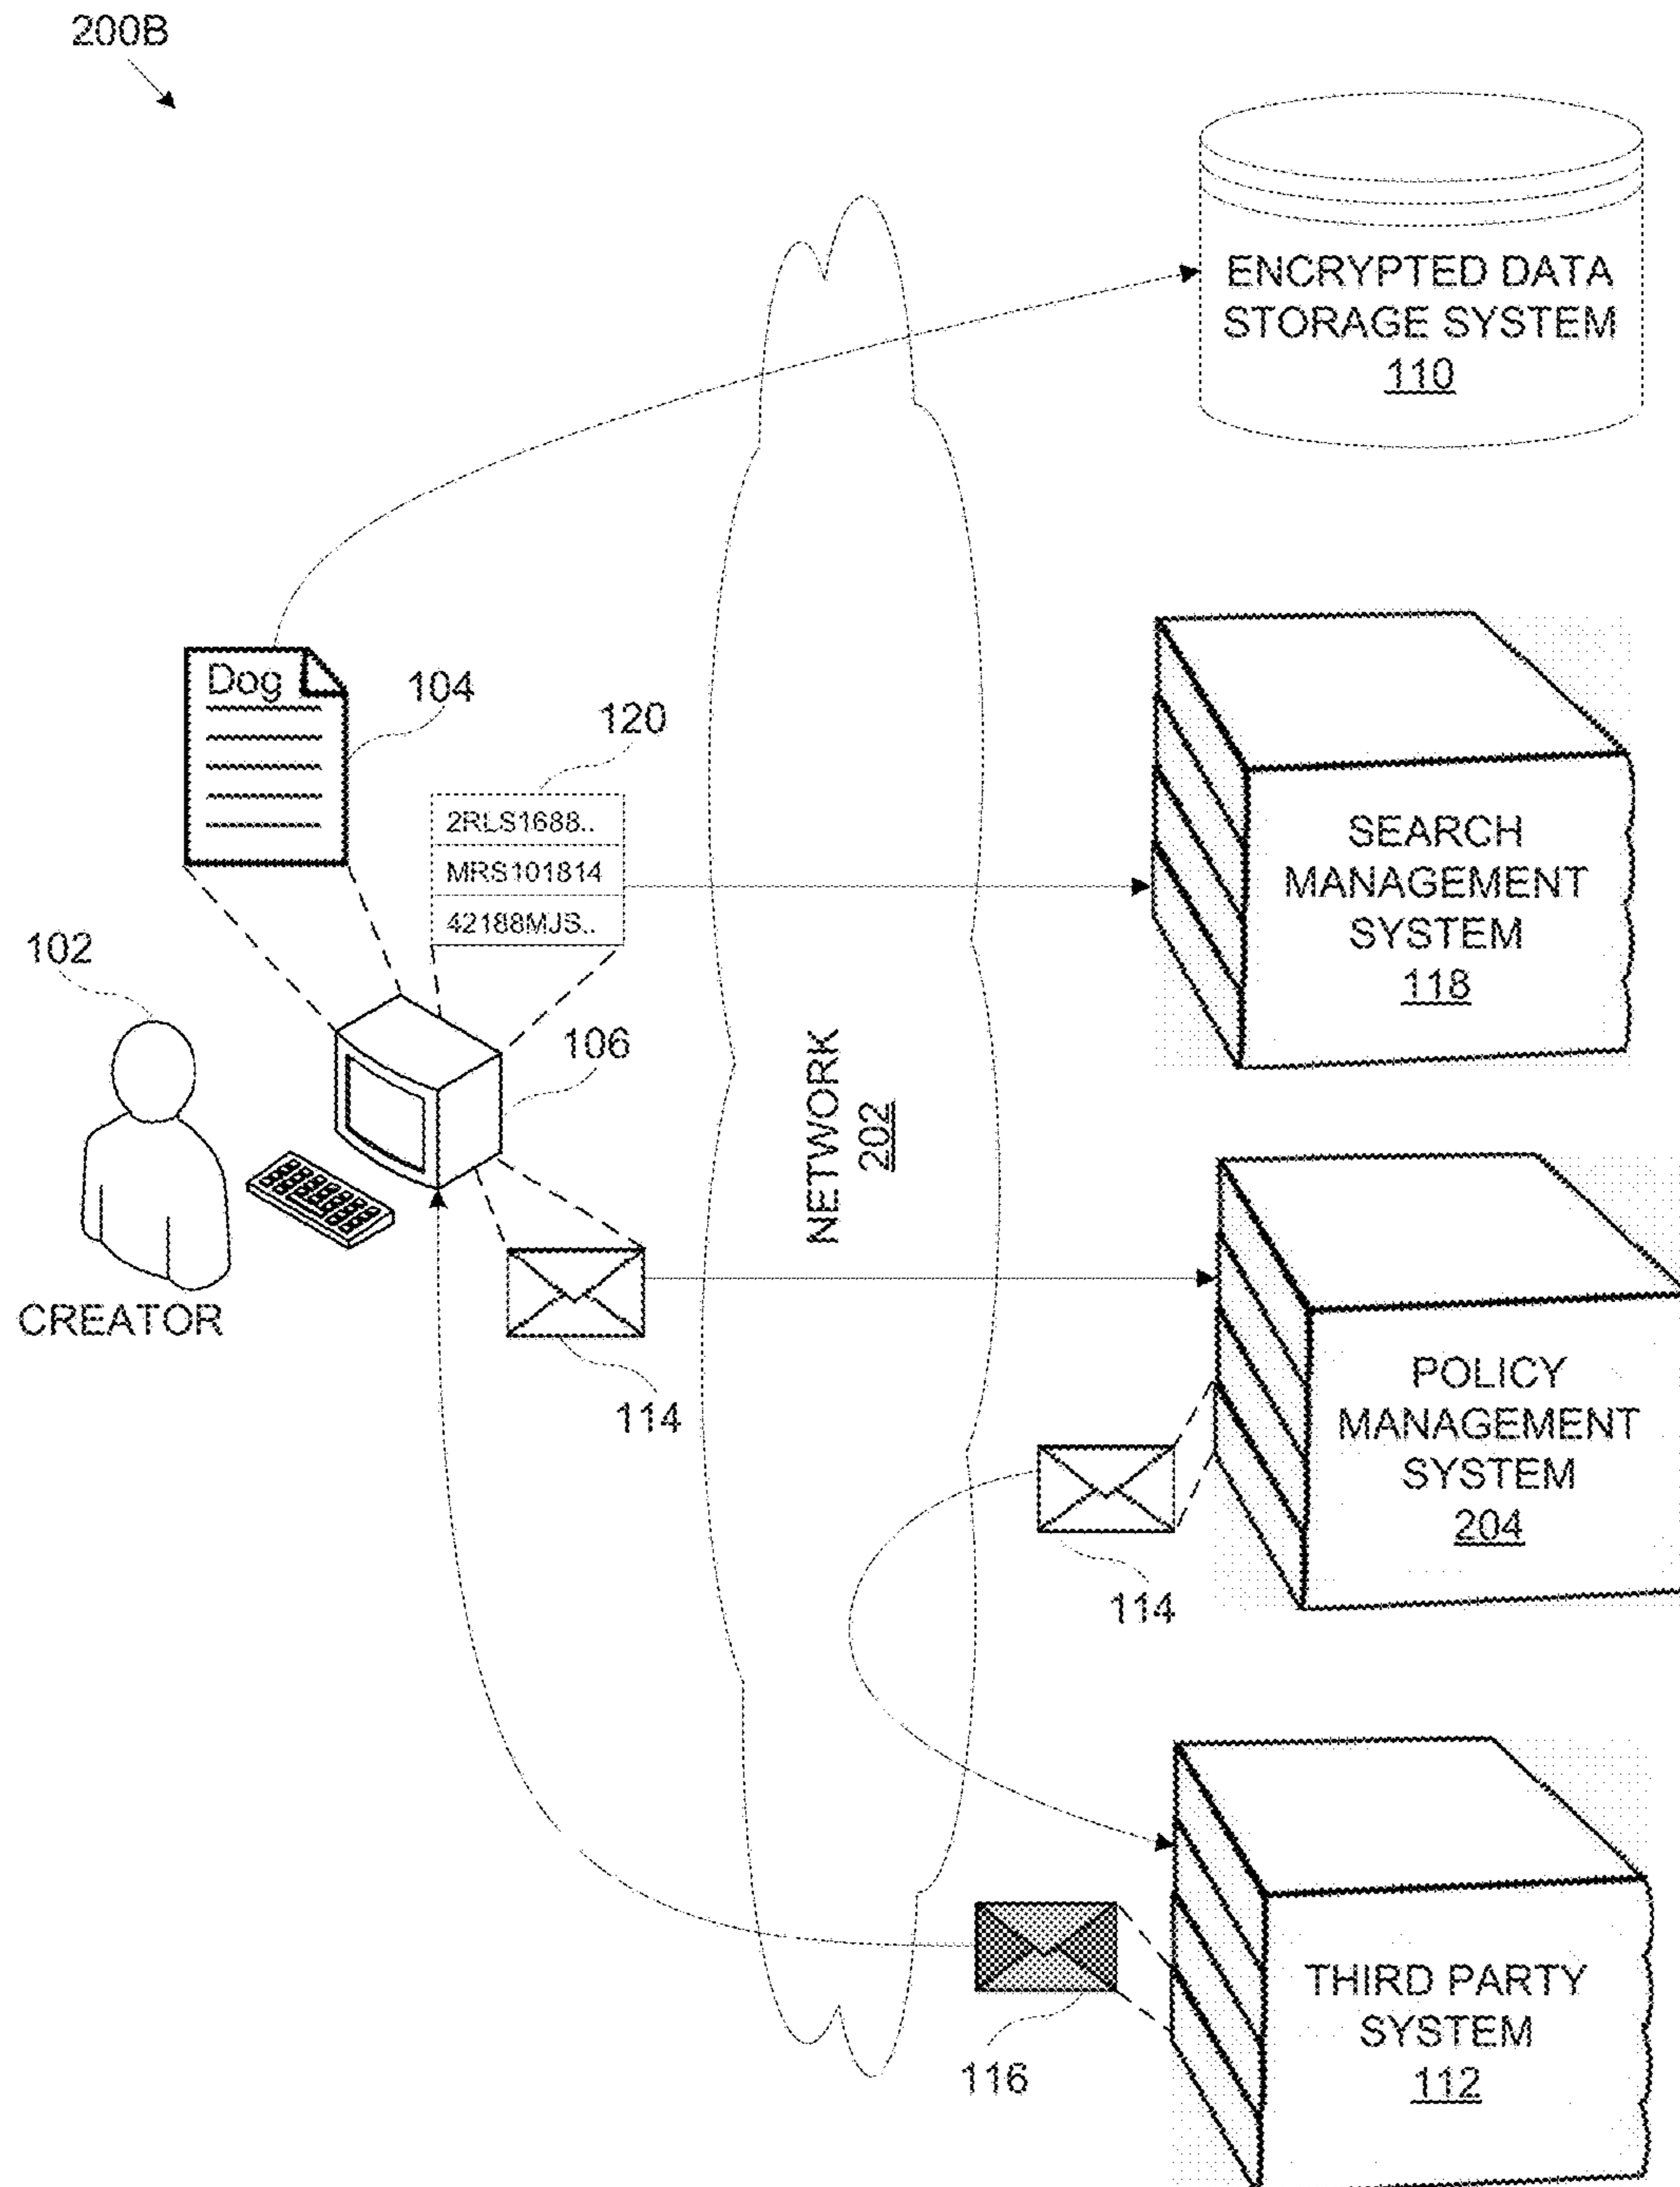 200B
ENCRYPTED DATA
STORAGE SYSTEM
110
Dog
104
120
2RLS1688..
MRS101814
42188MJS..
SEARCH
MANAGEMENT
SYSTEM
118
102
106
NETWORK
202
CREATOR
114
POLICY
MANAGEMENT
SYSTEM
204
114
THIRD PARTY
SYSTEM
112
116